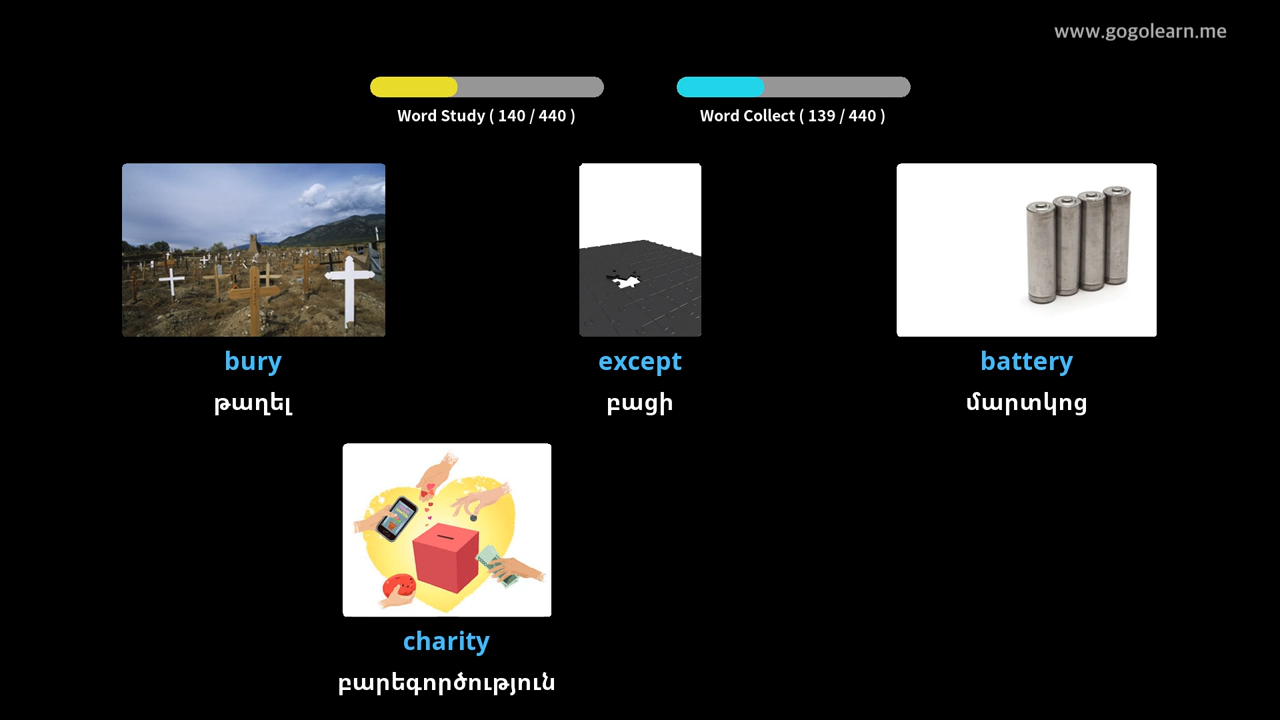 www.gogolearn.me
Word Study ( 140 / 440 )
Word Collect ( 139 / 440 )
bury
except
battery
թաղել
բացի
մարտկոց
charity
բարեգործություն